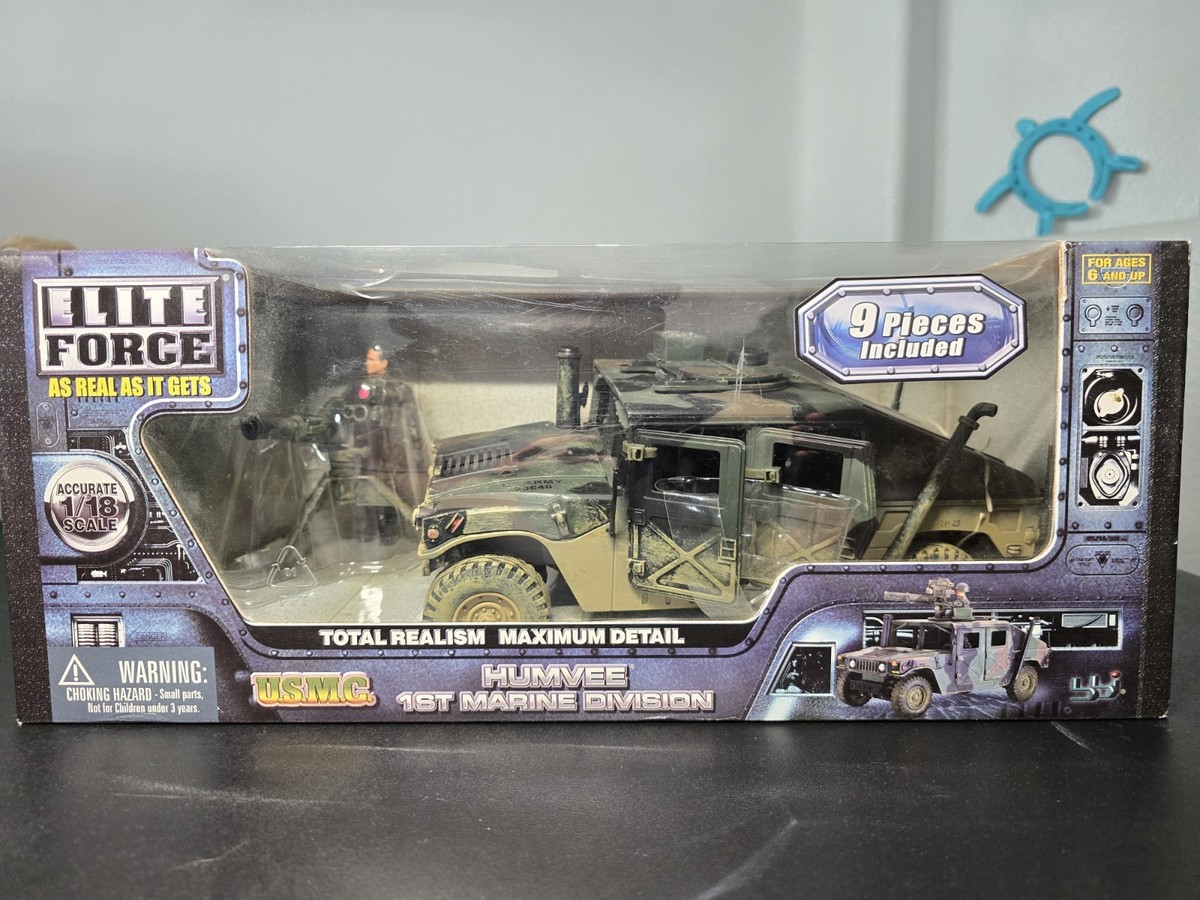 ELITE
FORCE
AS REAL AS IT GETS
ACCURATE
1/18
SCALE
9 Pieces
Included
FOR AGES
6 AND UP
ARMY
TOTAL REALISM MAXIMUM DETAIL
WARNING:
CHOKING HAZARD - Small parts,
Not for Children under 3 years.
U.S.M.C.
HUMVEE
1ST MARINE DIVISION
bbi
DANGER